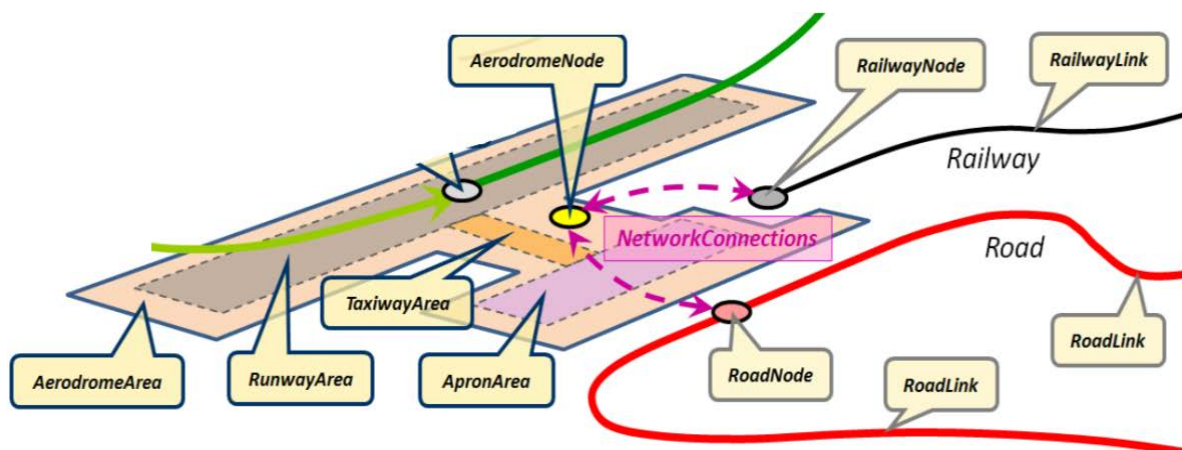 AerodromeNode
RailwayNode
RailwayLink
Railway
NetworkConnections
Road
TaxiwayArea
AerodromeArea
RunwayArea
ApronArea
RoadNode
RoadLink
RoadLink